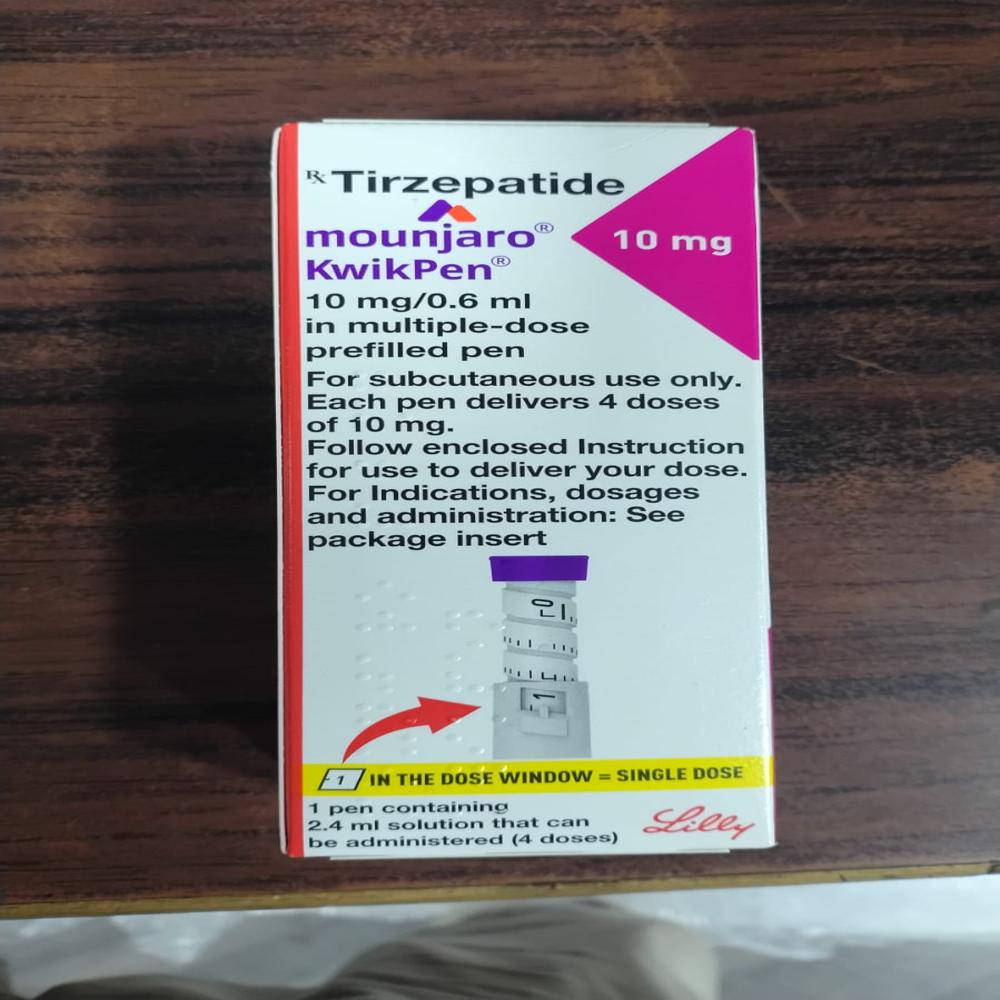 Rx Tirzepatide
mounjaro®
KwikPen®
10 mg
10 mg/0.6 ml
in multiple-dose
prefilled pen
For subcutaneous use only.
Each pen delivers 4 doses
of 10 mg.
Follow enclosed Instruction
for use to deliver your dose.
For Indications, dosages
and administration: See
package insert
1
1 IN THE DOSE WINDOW = SINGLE DOSE
1 pen containing
2.4 ml solution that can
be administered (4 doses)
Lilly